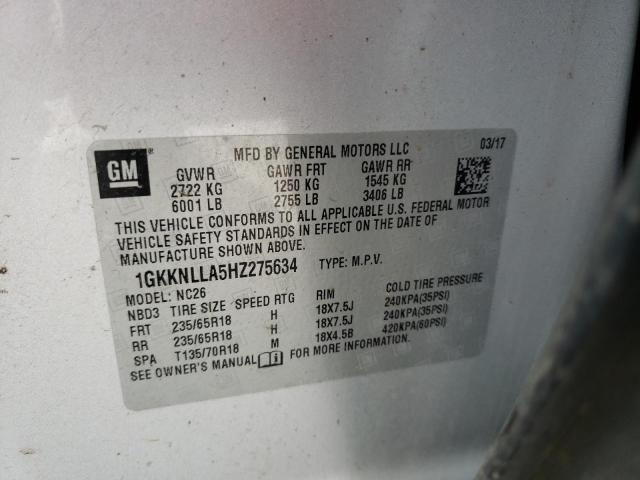 GM
MFD BY GENERAL MOTORS LLC 03/17
GVWR GAWR FRT GAWR RR
2722 KG 1250 KG 1545 KG
6001 LB 2755 LB 3406 LB
THIS VEHICLE CONFORMS TO ALL APPLICABLE U.S. FEDERAL MOTOR
VEHICLE SAFETY STANDARDS IN EFFECT ON THE DATE OF
MANUFACTURE SHOWN ABOVE.
1GKKNLLA5HZ275634 TYPE: M.P.V.
MODEL: NC26
NBD3 TIRE SIZE SPEED RTG RIM COLD TIRE PRESSURE
FRT 235/65R18 H 18X7.5J 240KPA(35PSI)
RR 235/65R18 H 18X7.5J 240KPA(35PSI)
SPA T135/70R18 M 18X4.5B 420KPA(60PSI)
SEE OWNER'S MANUAL FOR MORE INFORMATION.